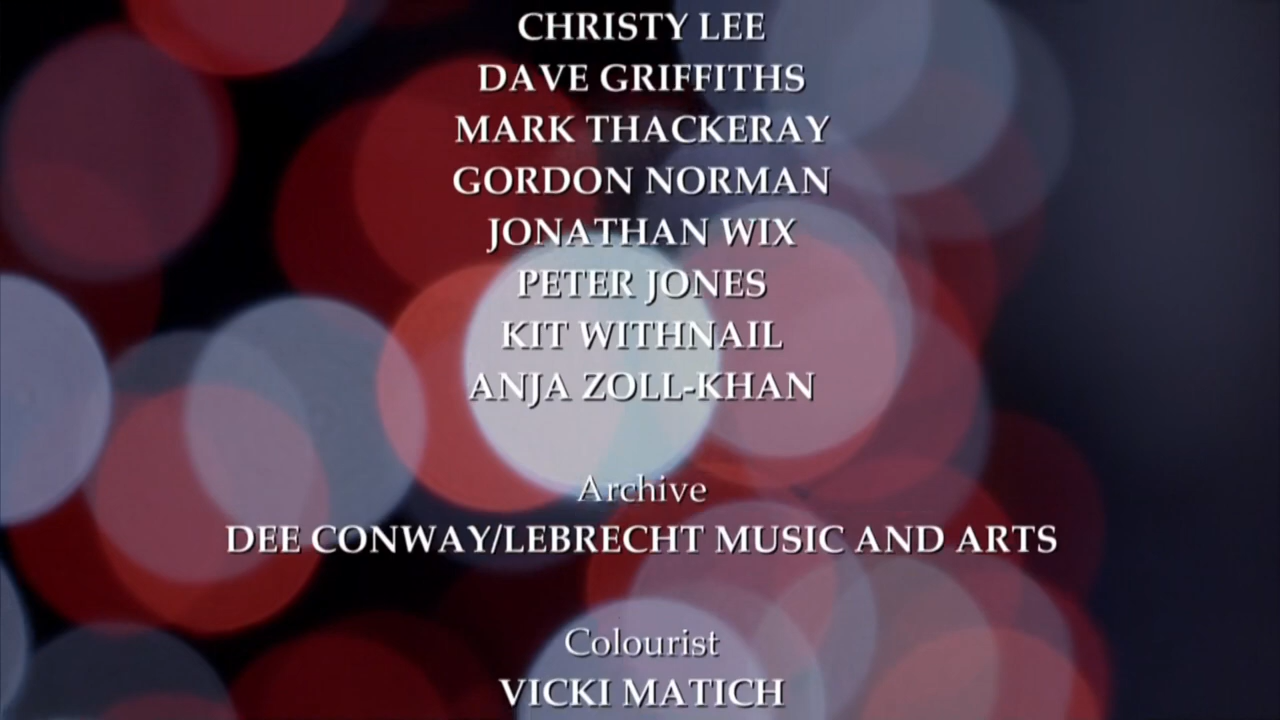 CHRISTY LEE
DAVE GRIFFITHS
MARK THACKERAY
GORDON NORMAN
JONATHAN WIX
PETER JONES
KIT WITHNAIL
ANJA ZOLL-KHAN
Archive
DEE CONWAY/LEBRECHT MUSIC AND ARTS
Colourist
VICKI MATICH